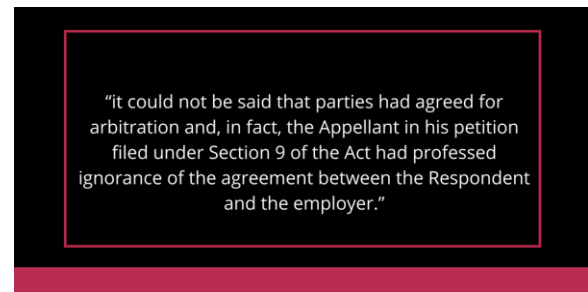 “it could not be said that parties had agreed for
arbitration and, in fact, the Appellant in his petition
filed under Section 9 of the Act had professed
ignorance of the agreement between the Respondent
and the employer.”